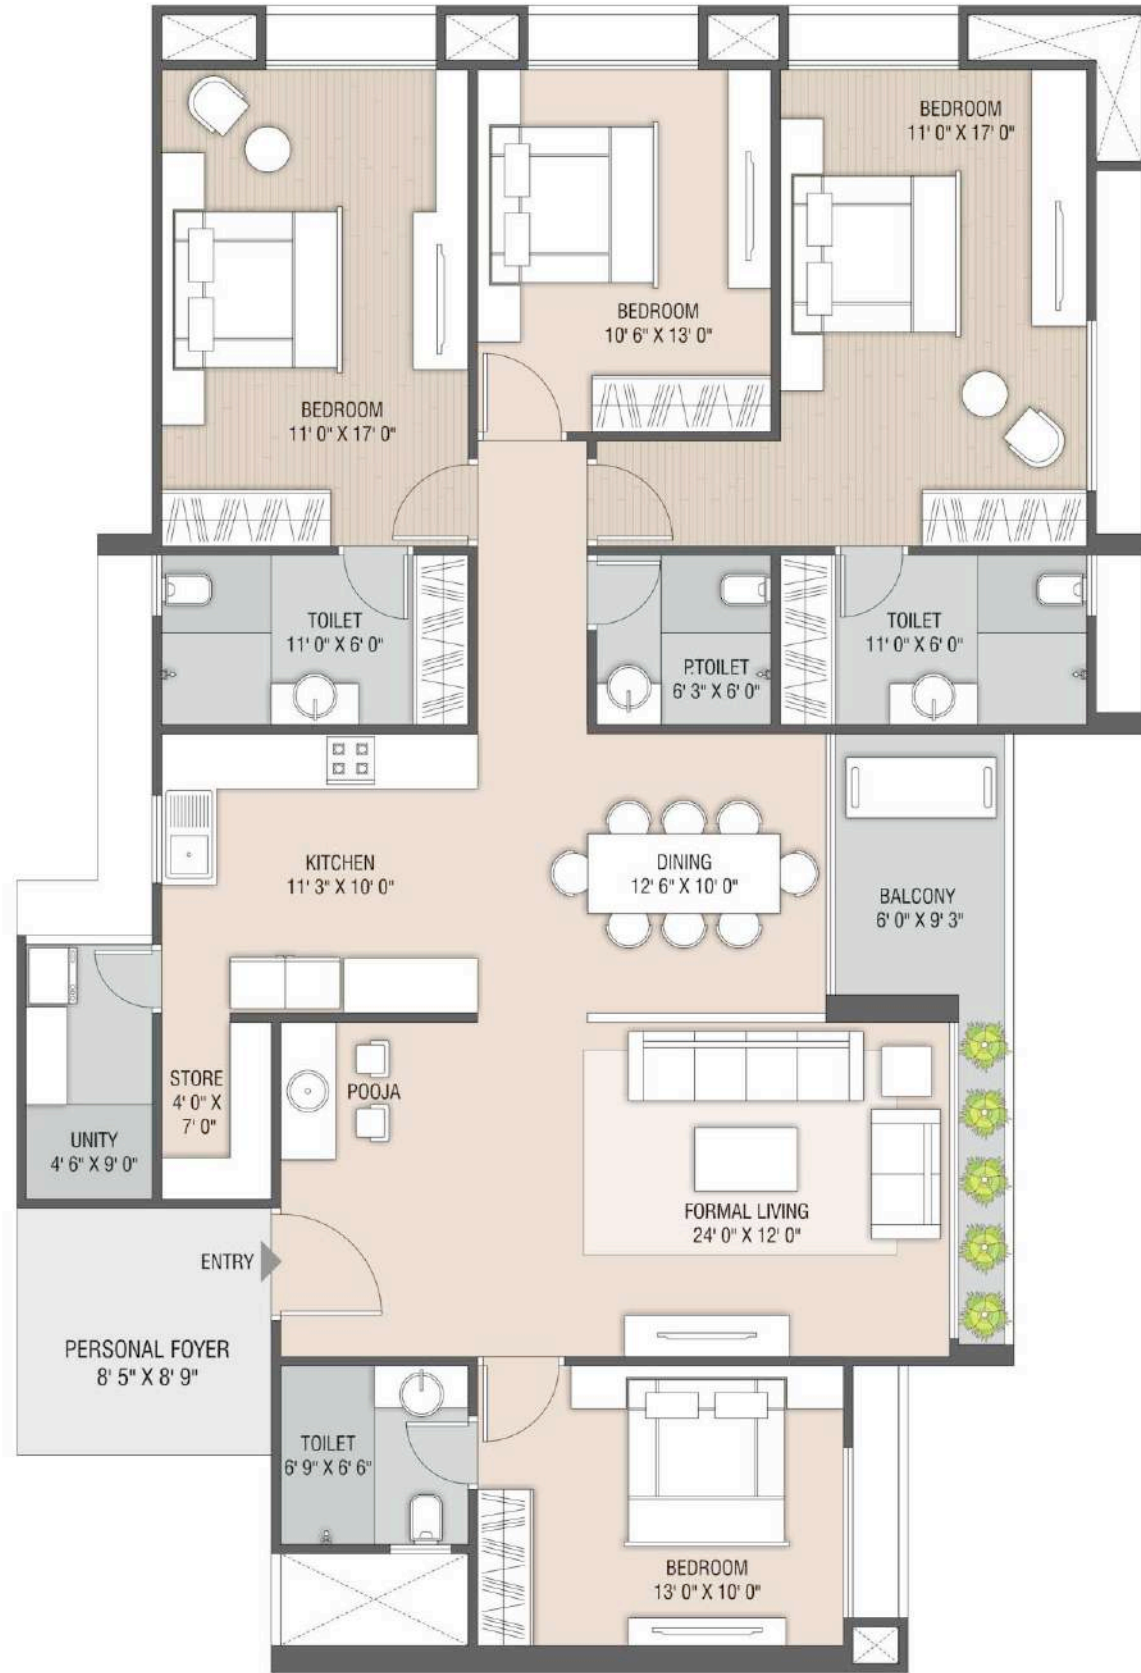 BEDROOM
11' 0" X 17' 0"
BEDROOM
10' 6" X 13' 0"
BEDROOM
11' 0" X 17' 0"
TOILET
11' 0" X 6' 0"
P.TOILET
6' 3" X 6' 0"
TOILET
11' 0" X 6' 0"
KITCHEN
11' 3" X 10' 0"
DINING
12' 6" X 10' 0"
BALCONY
6' 0" X 9' 3"
STORE
4' 0" X
7' 0"
POOJA
UNITY
4' 6" X 9' 0"
FORMAL LIVING
24' 0" X 12' 0"
ENTRY
PERSONAL FOYER
8' 5" X 8' 9"
TOILET
6' 9" X 6' 6"
BEDROOM
13' 0" X 10' 0"